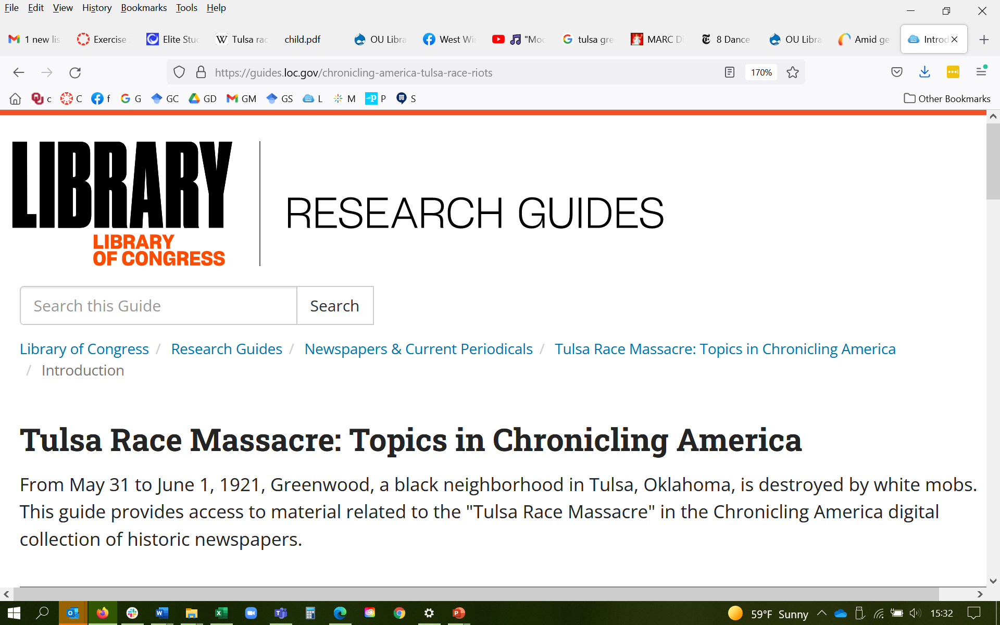 File Edit View History Bookmarks Tools Help
1 new lis Exercise Elite Stud Tulsa rac child.pdf OU Libra West Wi "Moo tulsa gre MARC D 8 Dance OU Libra Amid ge Introd
https://guides.loc.gov/chronicling-america-tulsa-race-riots 170%
c C f G GC GD GM GS L M P S Other Bookmarks
LIBRARY
LIBRARY
OF CONGRESS
RESEARCH GUIDES
Search this Guide Search
Library of Congress / Research Guides / Newspapers & Current Periodicals / Tulsa Race Massacre: Topics in Chronicling America
/ Introduction
Tulsa Race Massacre: Topics in Chronicling America
From May 31 to June 1, 1921, Greenwood, a black neighborhood in Tulsa, Oklahoma, is destroyed by white mobs.
This guide provides access to material related to the "Tulsa Race Massacre" in the Chronicling America digital
collection of historic newspapers.
59°F Sunny 15:32